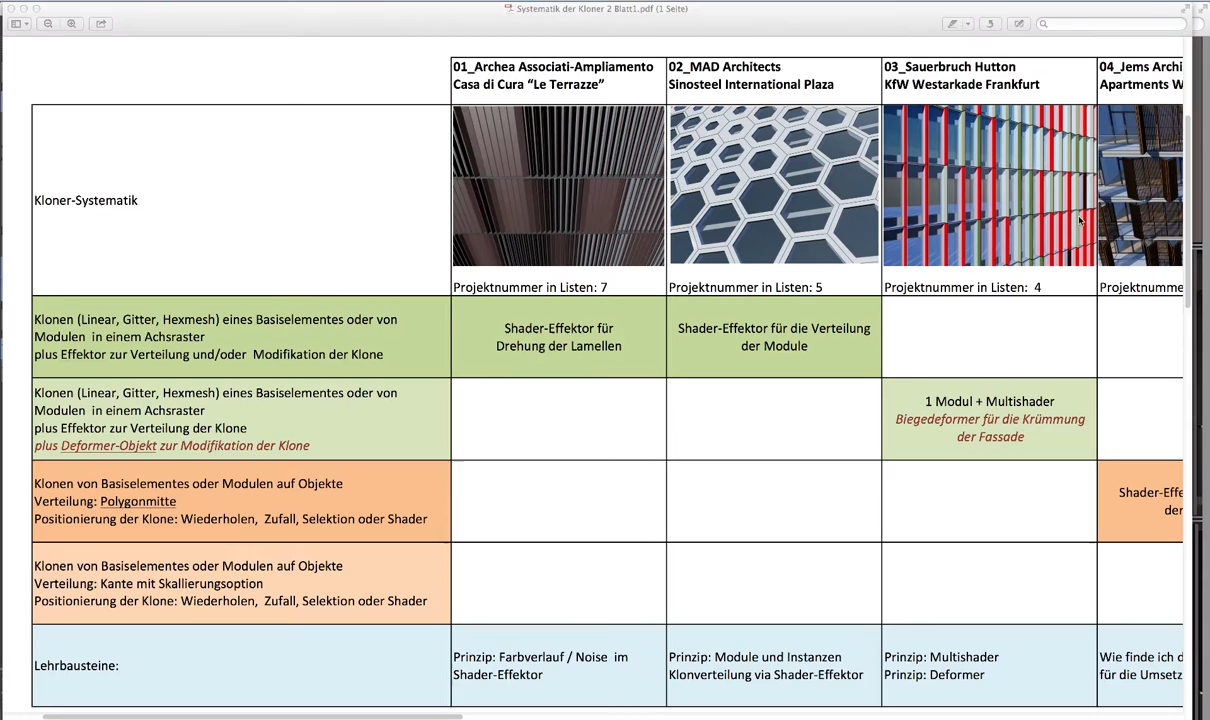 Systematik der Kloner 2 Blatt1.pdf (1 Seite)
01_Archea Associati-Ampliamento
Casa di Cura “Le Terrazze”
02_MAD Architects
Sinosteel International Plaza
03_Sauerbruch Hutton
KfW Westarkade Frankfurt
04_Jems Archi
Apartments W
Kloner-Systematik
Projektnummer in Listen: 7
Projektnummer in Listen: 5
Projektnummer in Listen:  4
Projektnumme
Klonen (Linear, Gitter, Hexmesh) eines Basiselementes oder von
Modulen  in einem Achsraster
plus Effektor zur Verteilung und/oder  Modifikation der Klone
Shader-Effektor für
Drehung der Lamellen
Shader-Effektor für die Verteilung
der Module
Klonen (Linear, Gitter, Hexmesh) eines Basiselementes oder von
Modulen  in einem Achsraster
plus Effektor zur Verteilung der Klone
plus Deformer-Objekt zur Modifikation der Klone
1 Modul + Multishader
Biegedeformer für die Krümmung
der Fassade
Klonen von Basiselementes oder Modulen auf Objekte
Verteilung: Polygonmitte
Positionierung der Klone: Wiederholen,  Zufall, Selektion oder Shader
Shader-Effe
der
Klonen von Basiselementes oder Modulen auf Objekte
Verteilung: Kante mit Skallierungsoption
Positionierung der Klone: Wiederholen,  Zufall, Selektion oder Shader
Lehrbausteine:
Prinzip: Farbverlauf / Noise  im
Shader-Effektor
Prinzip: Module und Instanzen
Klonverteilung via Shader-Effektor
Prinzip: Multishader
Prinzip: Deformer
Wie finde ich d
für die Umsetz